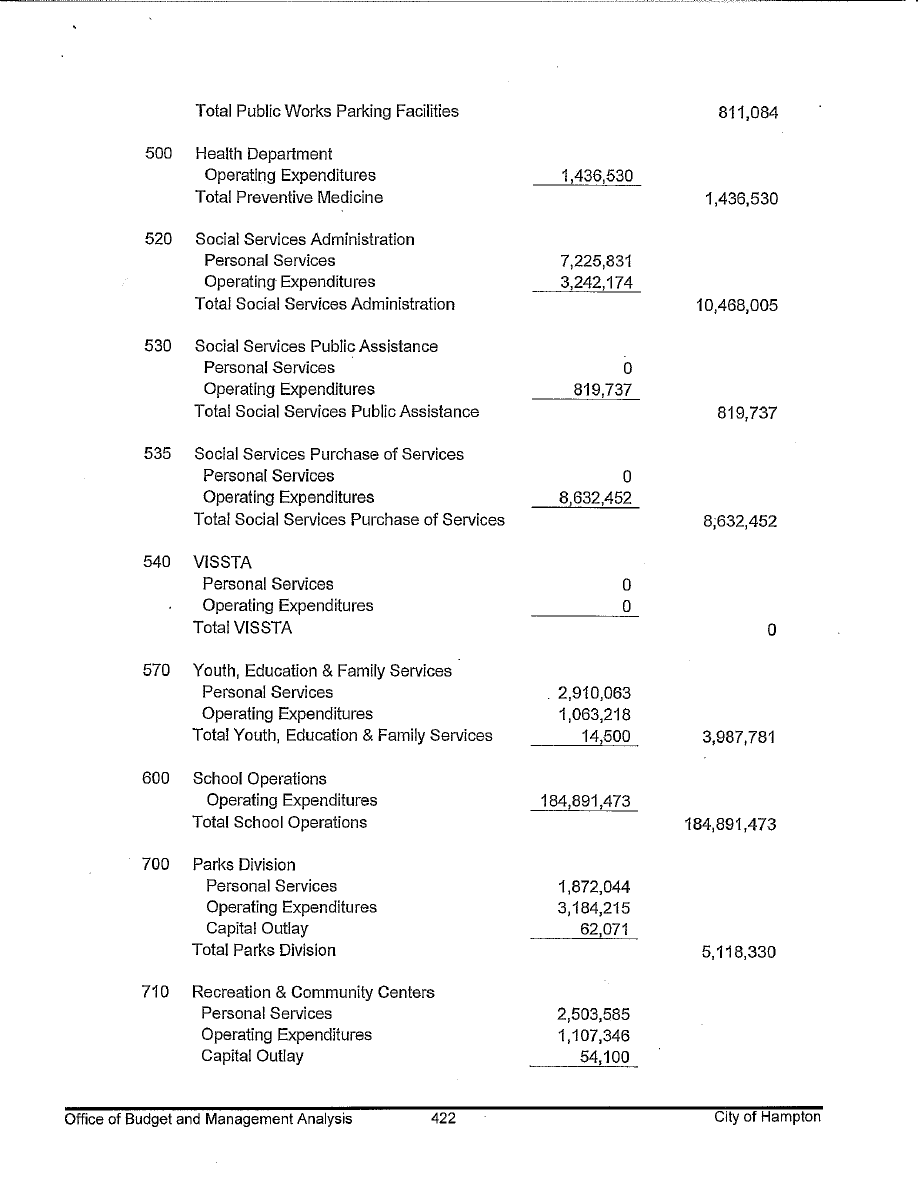 Total Public Works Parking Facilities 811,084
500 Health Department
Operating Expenditures 1,436,530
Total Preventive Medicine 1,436,530
520 Social Services Administration
Personal Services 7,225,831
Operating Expenditures 3,242,174
Total Social Services Administration 10,468,005
530 Social Services Public Assistance
Personal Services 0
Operating Expenditures 819,737
Total Social Services Public Assistance 819,737
535 Social Services Purchase of Services
Personal Services 0
Operating Expenditures 8,632,452
Total Social Services Purchase of Services 8,632,452
540 VISSTA
Personal Services 0
Operating Expenditures 0
Total VISSTA 0
570 Youth, Education & Family Services
Personal Services 2,910,063
Operating Expenditures 1,063,218
Total Youth, Education & Family Services 14,500 3,987,781
600 School Operations
Operating Expenditures 184,891,473
Total School Operations 184,891,473
700 Parks Division
Personal Services 1,872,044
Operating Expenditures 3,184,215
Capital Outlay 62,071
Total Parks Division 5,118,330
710 Recreation & Community Centers
Personal Services 2,503,585
Operating Expenditures 1,107,346
Capital Outlay 54,100
Office of Budget and Management Analysis 422 City of Hampton